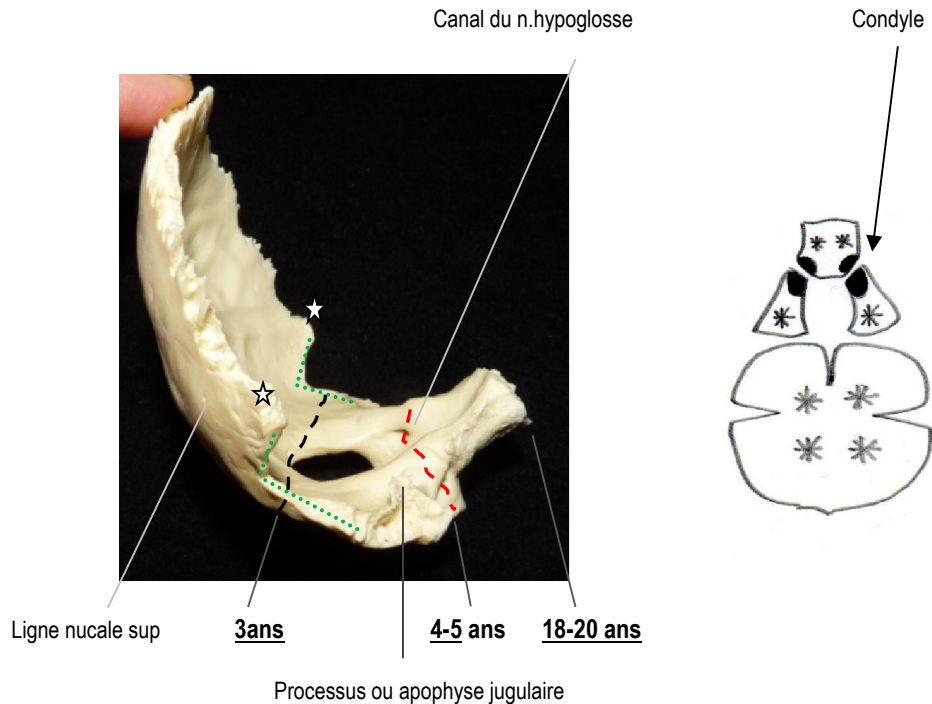 Canal du n.hypoglosse
Condyle
Ligne nucale sup
3ans
4-5 ans
18-20 ans
Processus ou apophyse jugulaire